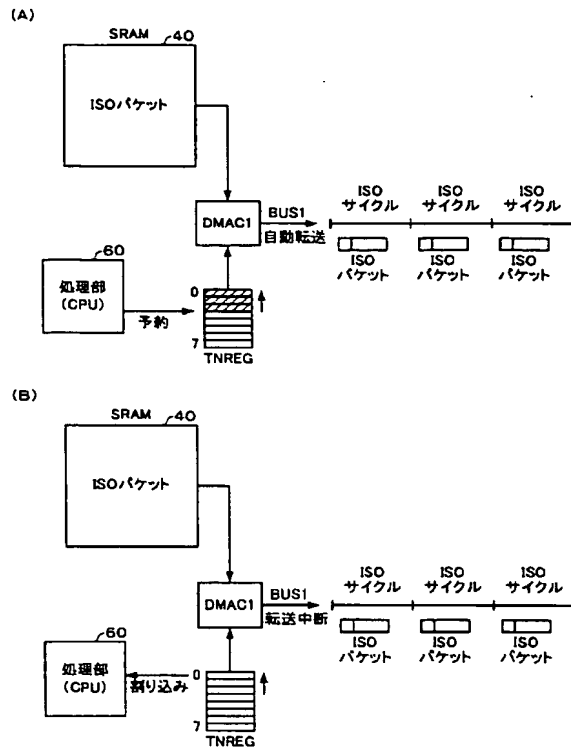 (A)
SRAM
40
ISOパケット
DMAC1
BUS1
自動転送
ISO
サイクル
ISO
サイクル
ISO
サイクル
ISO
パケット
ISO
パケット
ISO
パケット
60
処理部
(CPU)
予約
0
7
TNREG
(B)
SRAM
40
ISOパケット
DMAC1
BUS1
転送中断
ISO
サイクル
ISO
サイクル
ISO
サイクル
ISO
パケット
ISO
パケット
ISO
パケット
60
処理部
(CPU)
割り込み
0
7
TNREG